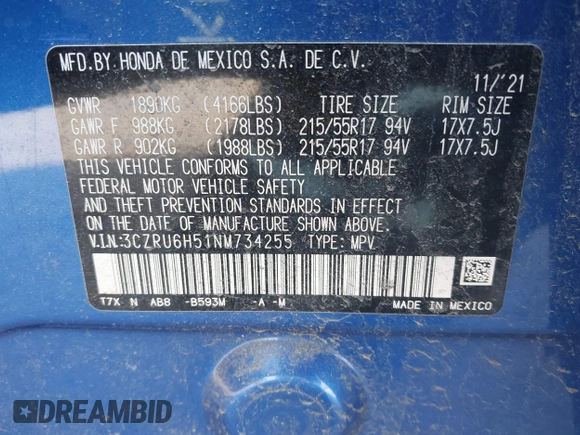 MFD.BY HONDA DE MEXICO S.A. DE C.V.
11/'21
GVWR 1890KG (4166LBS) TIRE SIZE RIM-SIZE
GAWR F 988KG (2178LBS) 215/55R17 94V 17X7.5J
GAWR R 902KG (1988LBS) 215/55R17 94V 17X7.5J
THIS VEHICLE CONFORMS TO ALL APPLICABLE
FEDERAL MOTOR VEHICLE SAFETY
AND THEFT PREVENTION STANDARDS IN EFFECT
ON THE DATE OF MANUFACTURE SHOWN ABOVE.
V.I.N:3CZRU6H51NM734255 TYPE: MPV
T7X N AB8 -B593M -A -M MADE IN MEXICO
DREAMBID